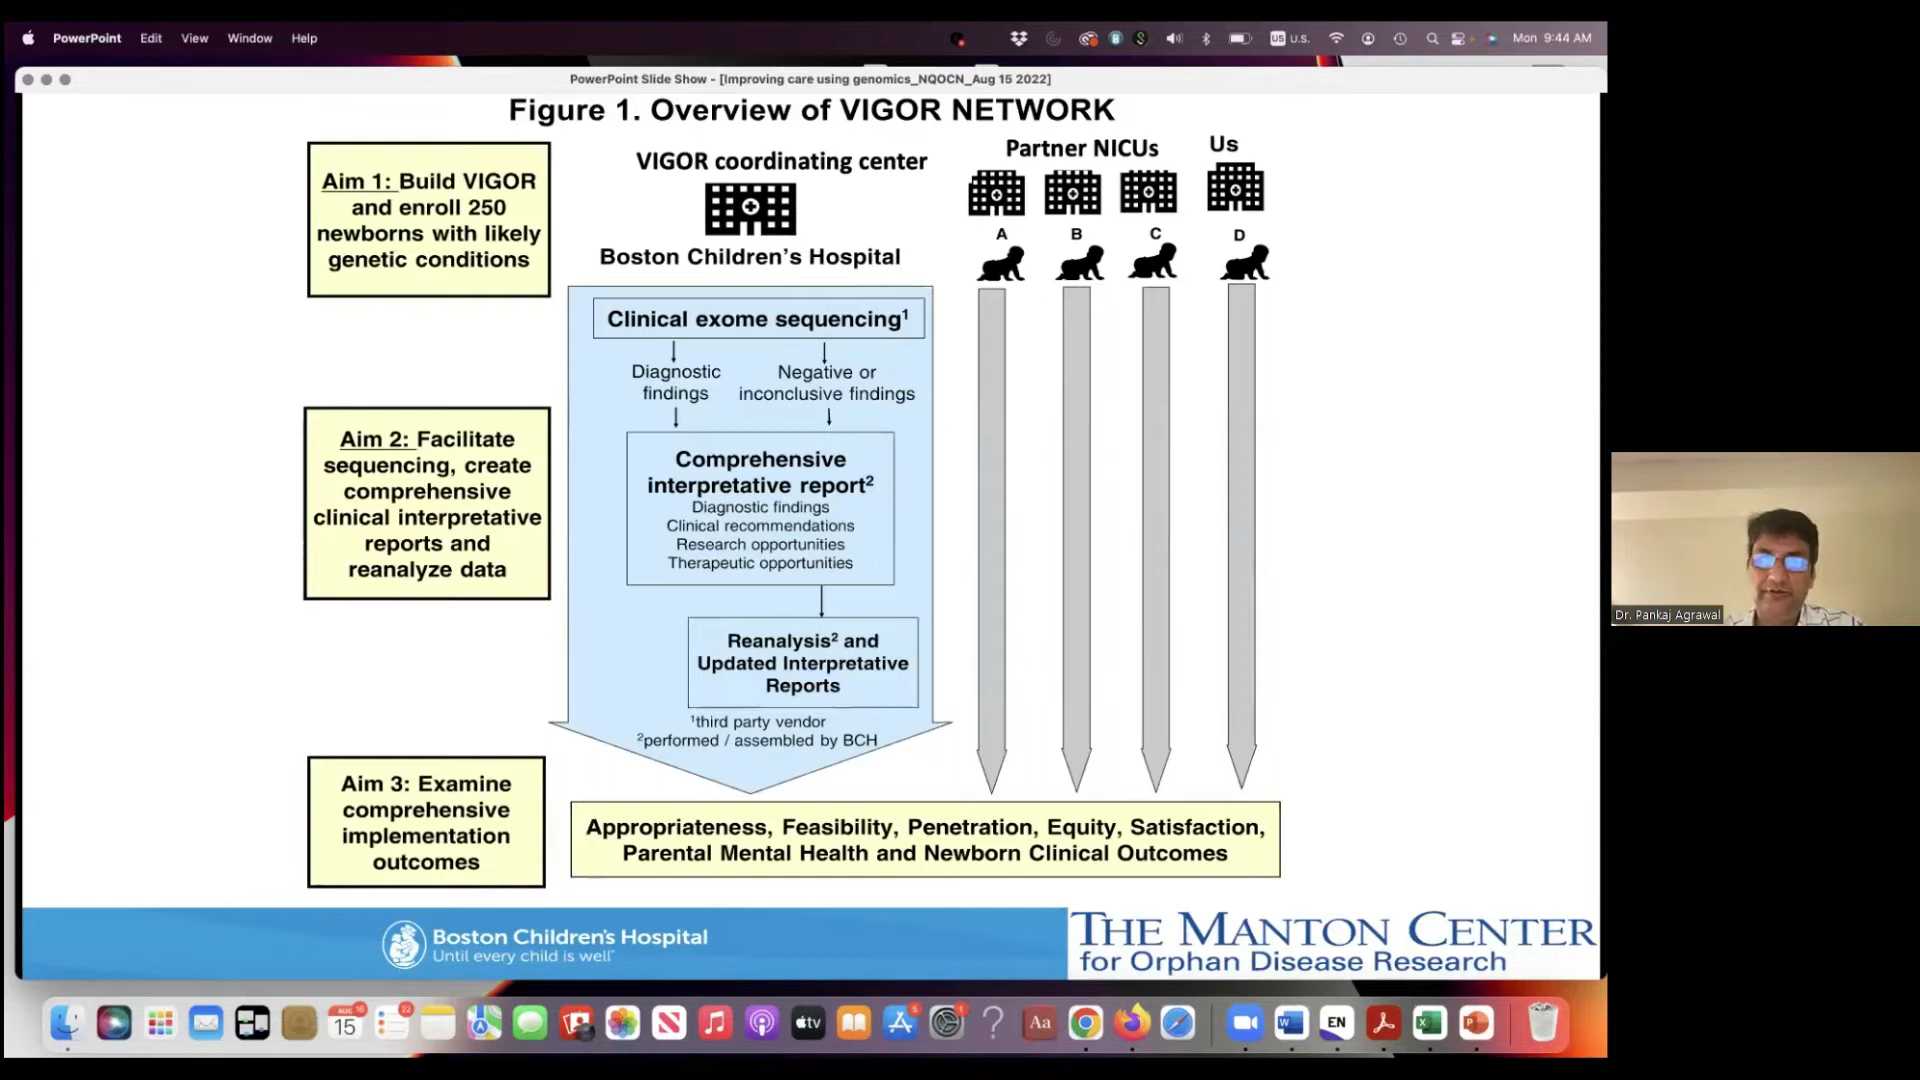 PowerPoint Edit View Window Help
US U.S. Mon 9:44 AM
PowerPoint Slide Show - [Improving care using genomics_NQOCN_Aug 15 2022]
Figure 1. Overview of VIGOR NETWORK
Aim 1: Build VIGOR
and enroll 250
newborns with likely
genetic conditions
VIGOR coordinating center
Boston Children's Hospital
Partner NICUs
Us
A B C D
Clinical exome sequencing¹
Diagnostic
findings
Negative or
inconclusive findings
Aim 2: Facilitate
sequencing, create
comprehensive
clinical interpretative
reports and
reanalyze data
Comprehensive
interpretative report²
Diagnostic findings
Clinical recommendations
Research opportunities
Therapeutic opportunities
Reanalysis² and
Updated Interpretative
Reports
¹third party vendor
²performed / assembled by BCH
Aim 3: Examine
comprehensive
implementation
outcomes
Appropriateness, Feasibility, Penetration, Equity, Satisfaction,
Parental Mental Health and Newborn Clinical Outcomes
Boston Children's Hospital
Until every child is well
THE MANTON CENTER
for Orphan Disease Research
Dr. Pankaj Agrawal
AUG
15
tv
Aa
EN